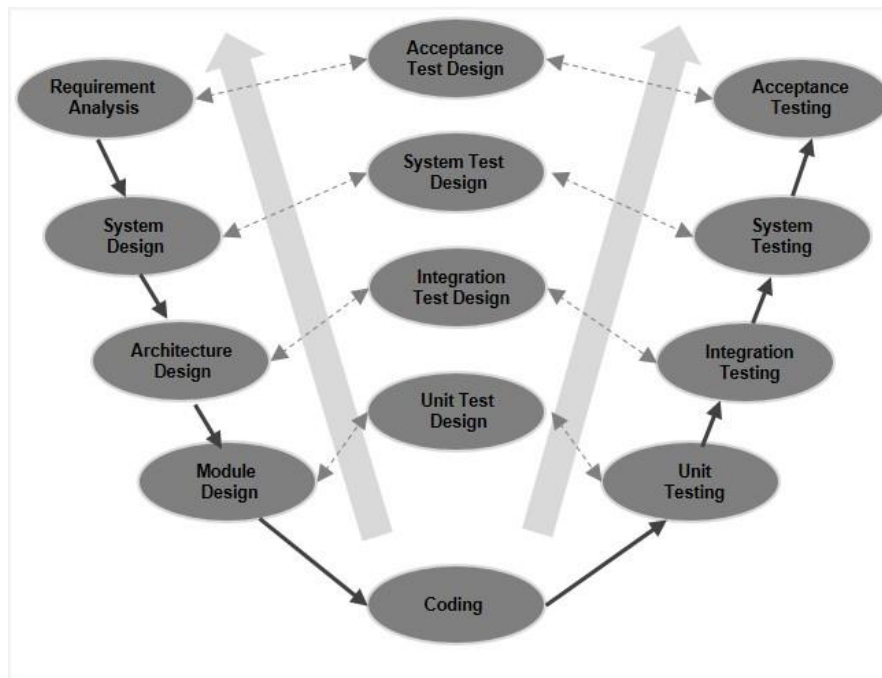 Acceptance
Test Design
Requirement
Analysis
Acceptance
Testing
System Test
Design
System
Design
System
Testing
Integration
Test Design
Architecture
Design
Integration
Testing
Unit Test
Design
Module
Design
Unit
Testing
Coding